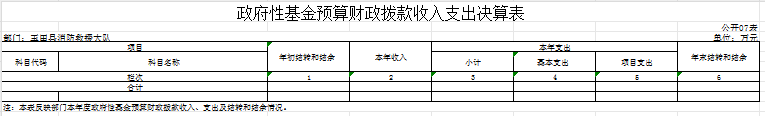 政府性基金预算财政拨款收入支出决算表
公开07表
部门：玉田县消防救援大队 单位：万元
项目 年初结转和结余 本年收入 本年支出 年末结转和结余
科目代码 科目名称 小计 基本支出 项目支出
栏次 1 2 3 4 5 6
合计
注：本表反映部门本年度政府性基金预算财政拨款收入、支出及结转和结余情况。